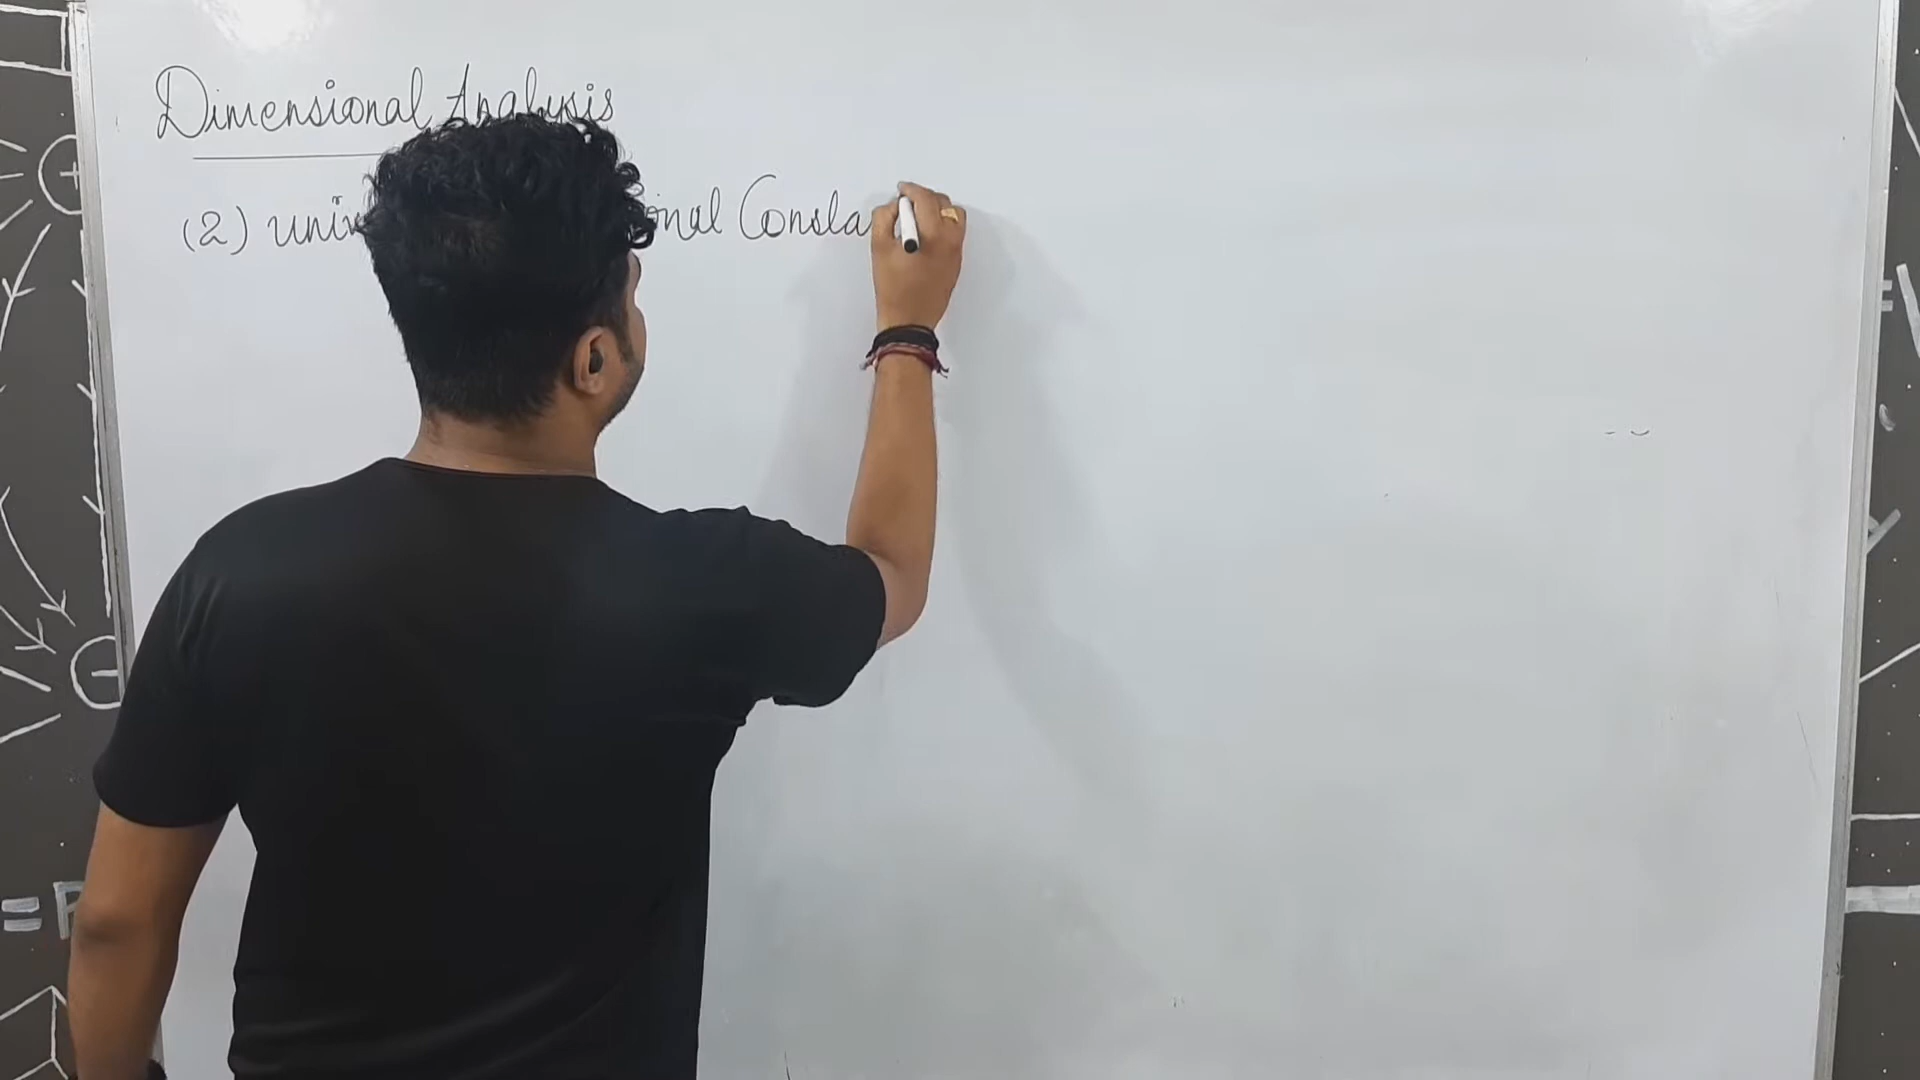 Dimensional Analysis
(2) univ onal Consta
= F